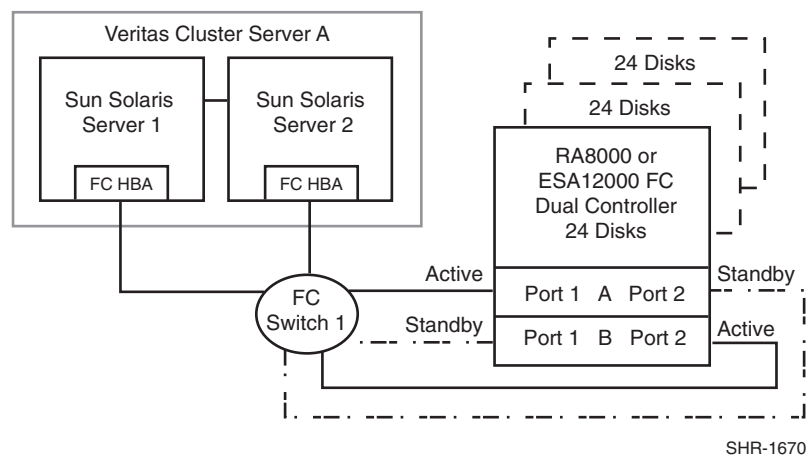 Veritas Cluster Server A
Sun Solaris
Server 1
FC HBA
Sun Solaris
Server 2
FC HBA
24 Disks
24 Disks
RA8000 or
ESA12000 FC
Dual Controller
24 Disks
Active
Port 1 A Port 2
Standby
FC
Switch 1
Standby
Port 1 B Port 2
Active
SHR-1670